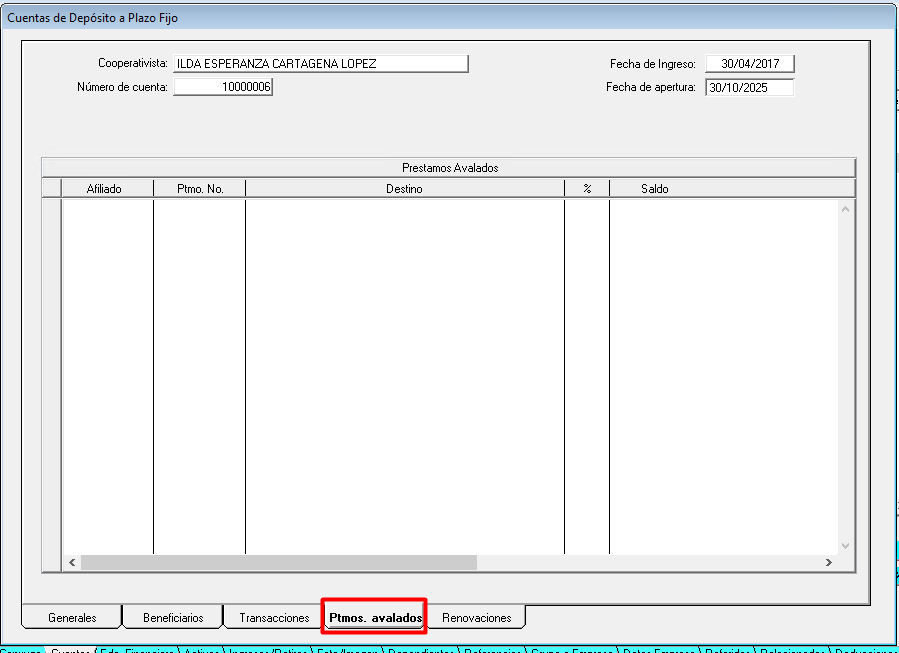 Cuentas de Depósito a Plazo Fijo
Cooperativista: ILDA ESPERANZA CARTAGENA LOPEZ Fecha de Ingreso: 30/04/2017
Número de cuenta: 10000006 Fecha de apertura: 30/10/2025
Prestamos Avalados
Afiliado Ptmo. No. Destino % Saldo
Generales Beneficiarios Transacciones Ptmos. avalados Renovaciones